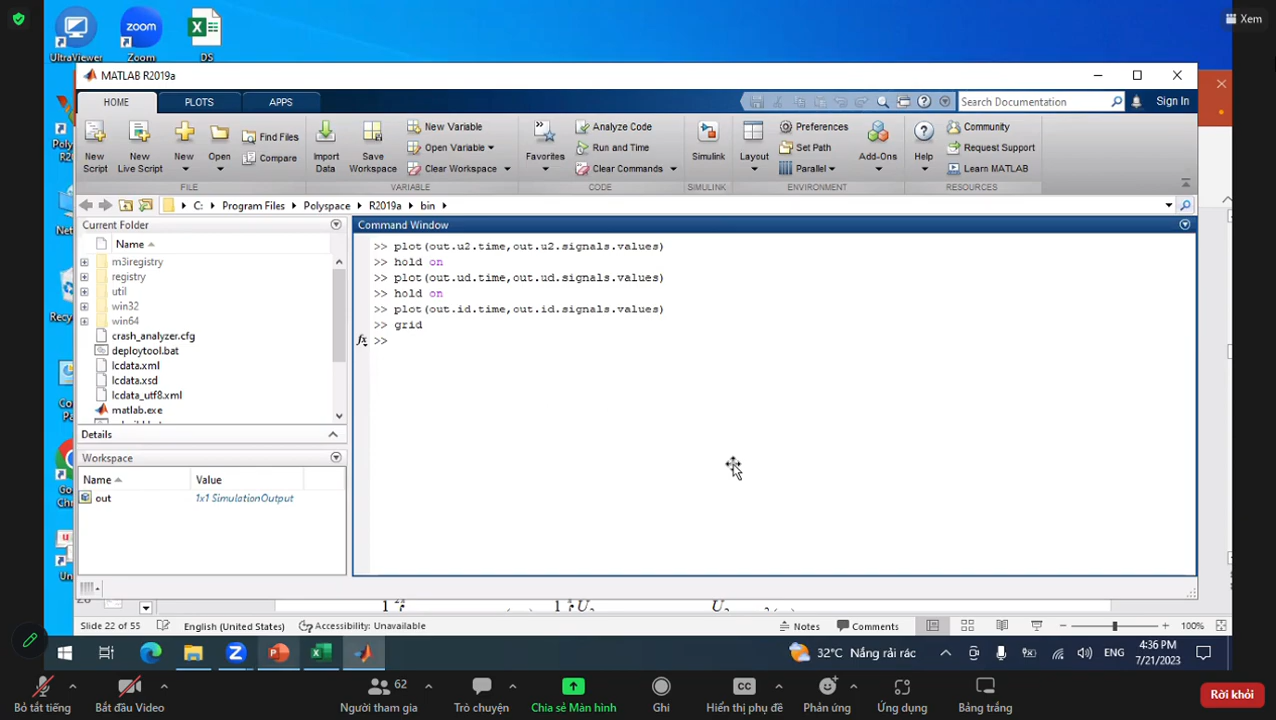 Xem
zoom
UltraViewer
Zoom
DS
MATLAB R2019a
HOME
PLOTS
APPS
Search Documentation
Sign In
New Script
New Live Script
New
Open
Find Files
Compare
Import Data
Save Workspace
New Variable
Open Variable
Clear Workspace
Favorites
Analyze Code
Run and Time
Clear Commands
Simulink
Layout
Preferences
Set Path
Parallel
Add-Ons
Help
Community
Request Support
Learn MATLAB
FILE
VARIABLE
CODE
SIMULINK
ENVIRONMENT
RESOURCES
C: Program Files Polyspace R2019a bin
Current Folder
Name
m3iregistry
registry
util
win32
win64
crash_analyzer.cfg
deploytool.bat
lcdata.xml
lcdata.xsd
lcdata_utf8.xml
matlab.exe
Details
Workspace
Name Value
out 1x1 SimulationOutput
Command Window
>> plot(out.u2.time,out.u2.signals.values)
>> hold on
>> plot(out.ud.time,out.ud.signals.values)
>> hold on
>> plot(out.id.time,out.id.signals.values)
>> grid
fx >>
Slide 22 of 55
English (United States)
Accessibility: Unavailable
Notes
Comments
100%
32°C Nắng rải rác
ENG
4:36 PM
7/21/2023
Bỏ tắt tiếng
Bắt đầu Video
62
Người tham gia
Trò chuyện
Chia sẻ Màn hình
Ghi
CC
Hiển thị phụ đề
Phản ứng
Ứng dụng
Bảng trắng
Rời khỏi